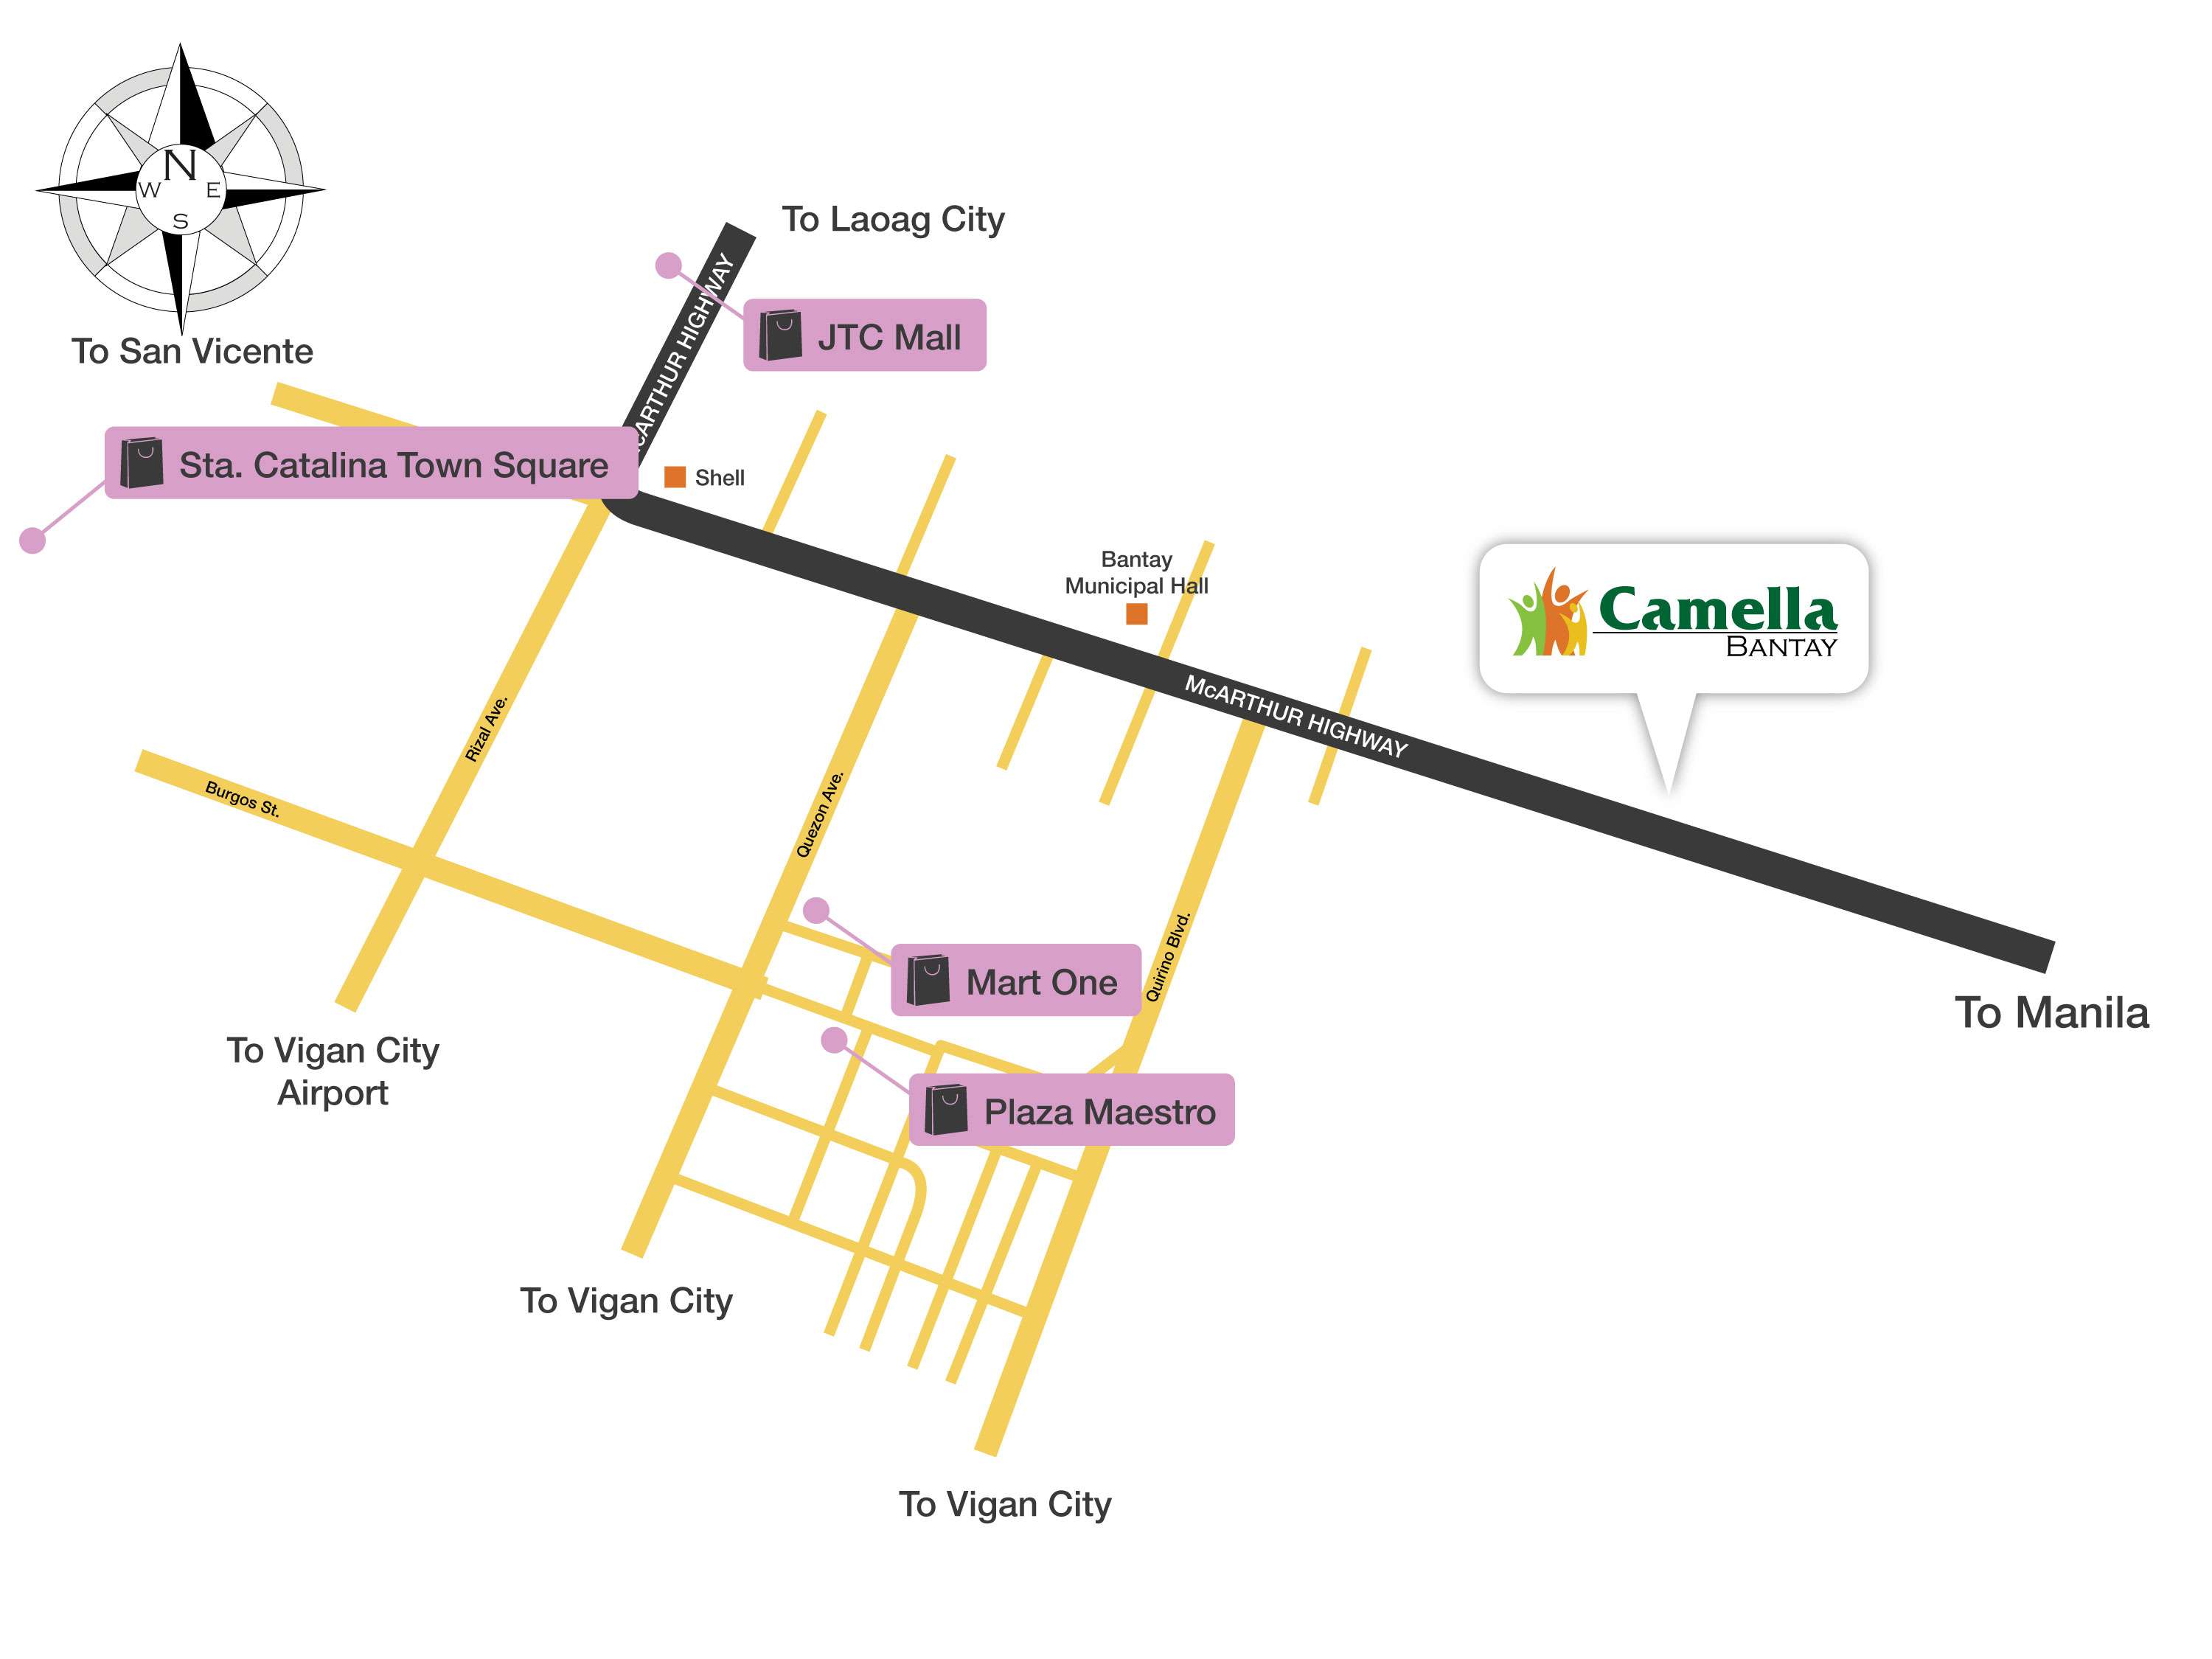 N
W E
S
To Laoag City
McARTHUR HIGHWAY
JTC Mall
To San Vicente
Sta. Catalina Town Square
Shell
Bantay
Municipal Hall
Camella
BANTAY
McARTHUR HIGHWAY
Rizal Ave.
Burgos St.
Quezon Ave.
Quirino Blvd.
Mart One
To Manila
To Vigan City
Airport
Plaza Maestro
To Vigan City
To Vigan City